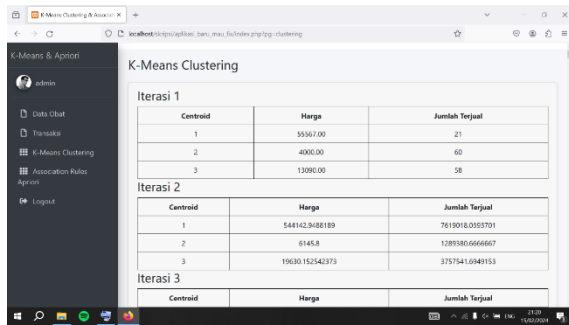 K-Means Clustering & Associati
localhost/skripsi/aplikasi_baru_mau_fix/index.php?pg=clustering
K-Means & Apriori
admin
Data Obat
Transaksi
K-Means Clustering
Association Rules
Apriori
Logout
K-Means Clustering
Iterasi 1
Centroid Harga Jumlah Terjual
1 55567.00 21
2 4000.00 60
3 13090.00 58
Iterasi 2
Centroid Harga Jumlah Terjual
1 544142.9488189 7619018.0393701
2 6145.8 1289380.6666667
3 19630.152542373 3757541.6949153
Iterasi 3
Centroid Harga Jumlah Terjual
ENG
21:20
15/02/2024